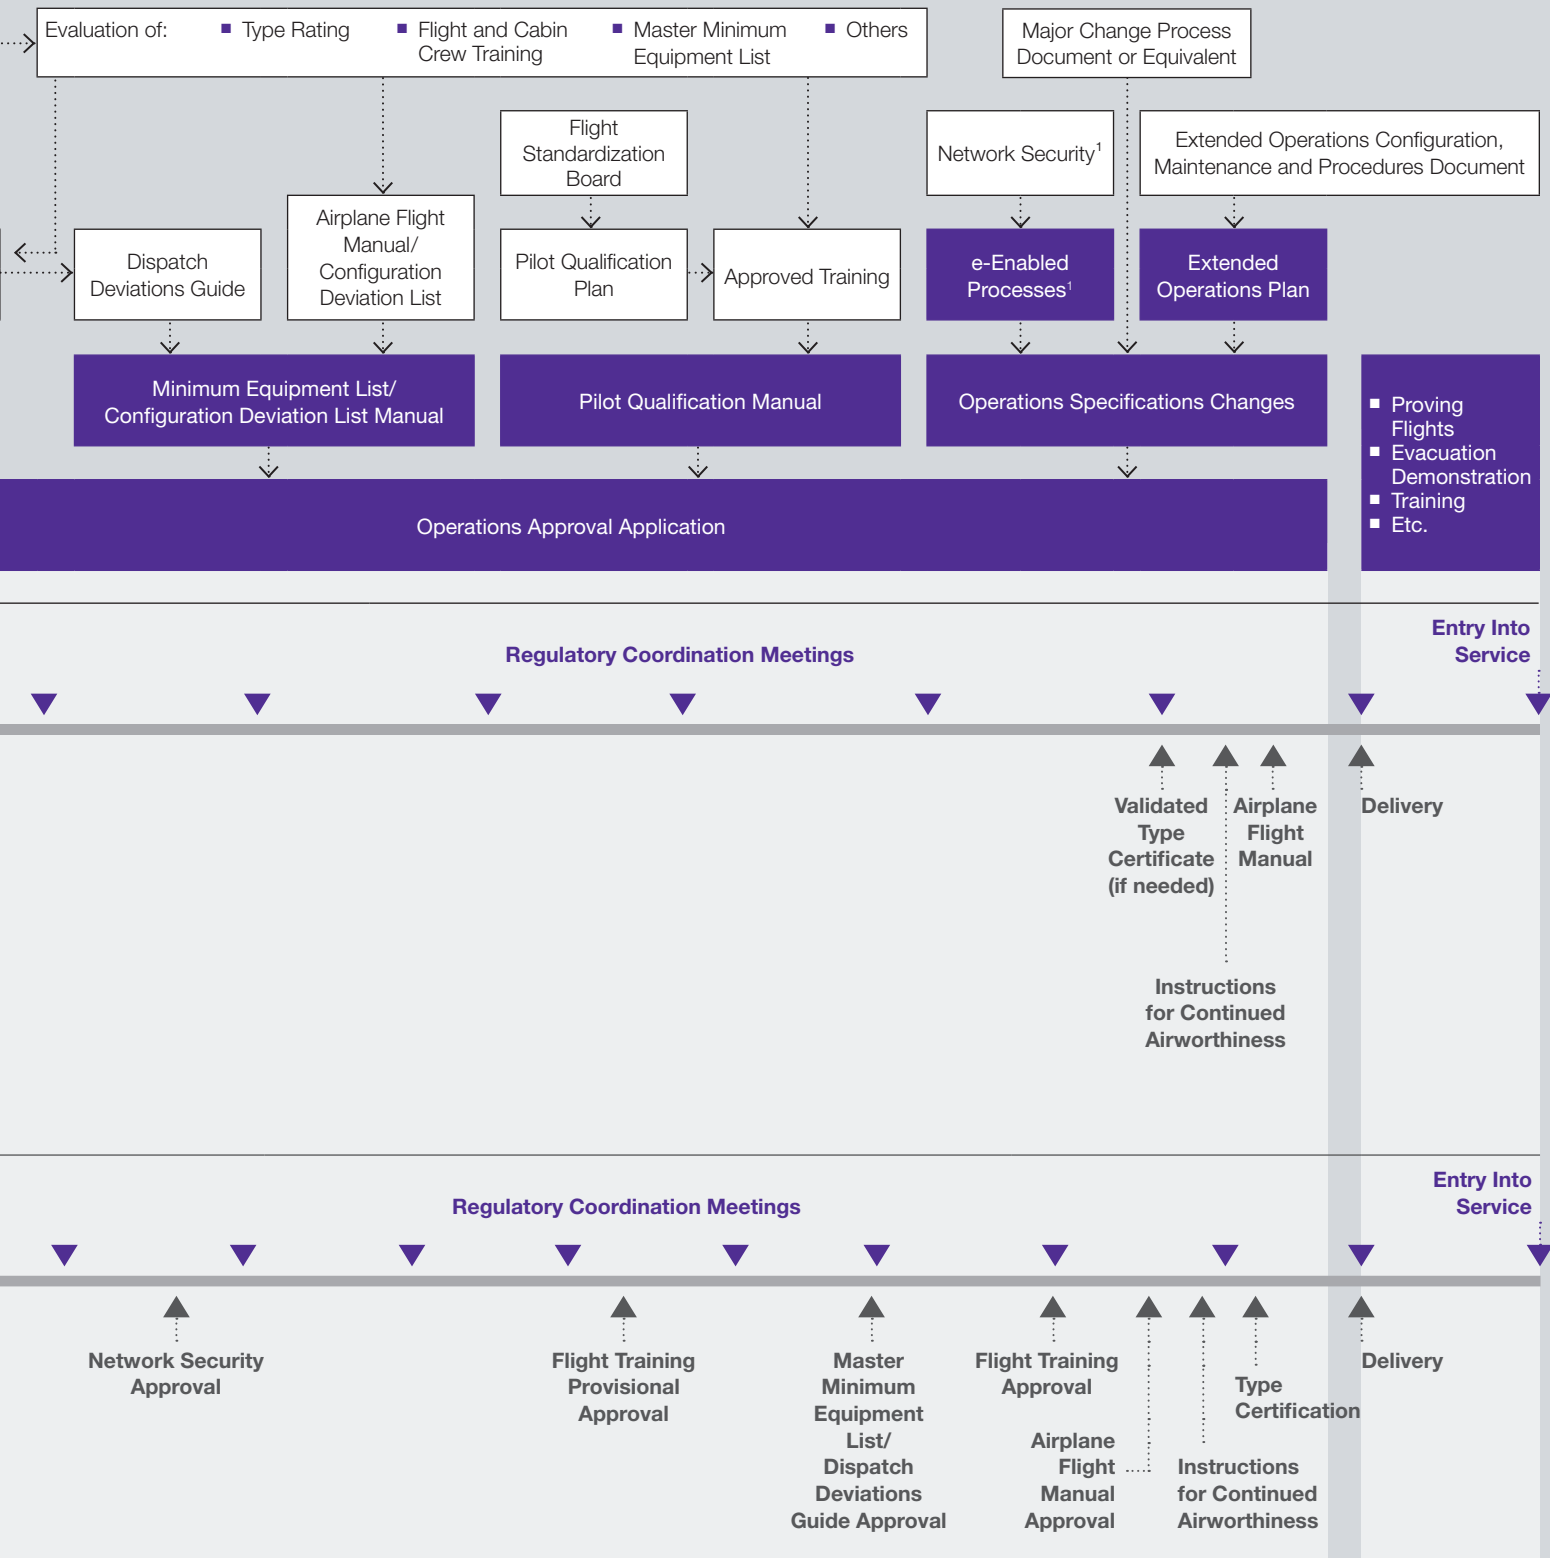 Evaluation of:
Type Rating
Flight and Cabin
Crew Training
Master Minimum
Equipment List
Others
Major Change Process
Document or Equivalent
Flight
Standardization
Board
Network Security¹
Extended Operations Configuration,
Maintenance and Procedures Document
Dispatch
Deviations Guide
Airplane Flight
Manual/
Configuration
Deviation List
Pilot Qualification
Plan
Approved Training
e-Enabled
Processes¹
Extended
Operations Plan
Minimum Equipment List/
Configuration Deviation List Manual
Pilot Qualification Manual
Operations Specifications Changes
Proving
Flights
Evacuation
Demonstration
Training
Etc.
Operations Approval Application
Regulatory Coordination Meetings
Entry Into
Service
Validated
Type
Certificate
(if needed)
Airplane
Flight
Manual
Delivery
Instructions
for Continued
Airworthiness
Regulatory Coordination Meetings
Entry Into
Service
Network Security
Approval
Flight Training
Provisional
Approval
Master
Minimum
Equipment
List/
Dispatch
Deviations
Guide Approval
Flight Training
Approval
Airplane
Flight
Manual
Approval
Instructions
for Continued
Airworthiness
Type
Certification
Delivery